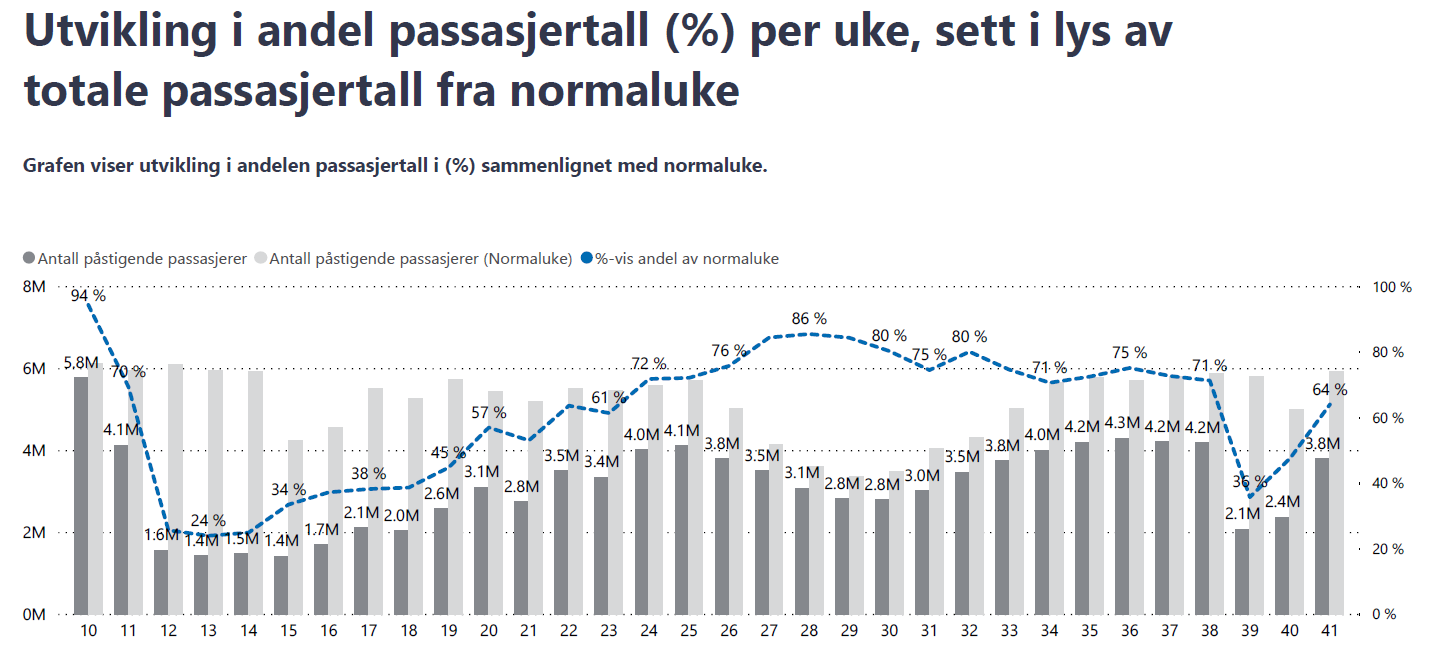 Utvikling i andel passasjertall (%) per uke, sett i lys av
totale passasjertall fra normaluke
Grafen viser utvikling i andelen passasjertall i (%) sammenlignet med normaluke.
Antall påstigende passasjerer Antall påstigende passasjerer (Normaluke) %-vis andel av normaluke
8M 100 %
94 %
86 %
80 % 80 %
72 % 76 % 75 % 75 % 71 % 71 %
6M 80 %
5.8M 70 % 61 % 64 %
57 % 60 %
4.1M 4.0M 4.1M 3.8M 4.0M 4.2M 4.3M 4.2M 4.2M 3.8M
4M 45 % 3.5M 3.4M 3.5M 3.5M 3.8M
38 % 3.1M 3.1M 3.0M 36 % 40 %
34 % 2.6M 2.8M 2.8M 2.8M 2.4M
24 % 2.1M 2.0M 2.1M
2M 1.6M 1.4M 1.5M 1.4M 1.7M 20 %
0M 0 %
10 11 12 13 14 15 16 17 18 19 20 21 22 23 24 25 26 27 28 29 30 31 32 33 34 35 36 37 38 39 40 41